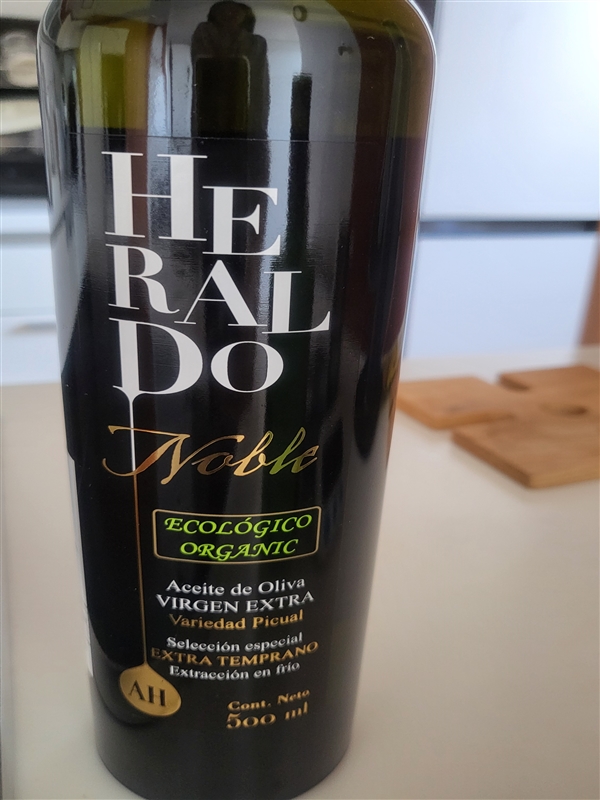 HE
RAL
DO
Noble
ECOLÓGICO
ORGANIC
Aceite de Oliva
VIRGEN EXTRA
Variedad Picual
Selección especial
EXTRA TEMPRANO
Extracción en frío
AH
Cont. Neto
500 ml